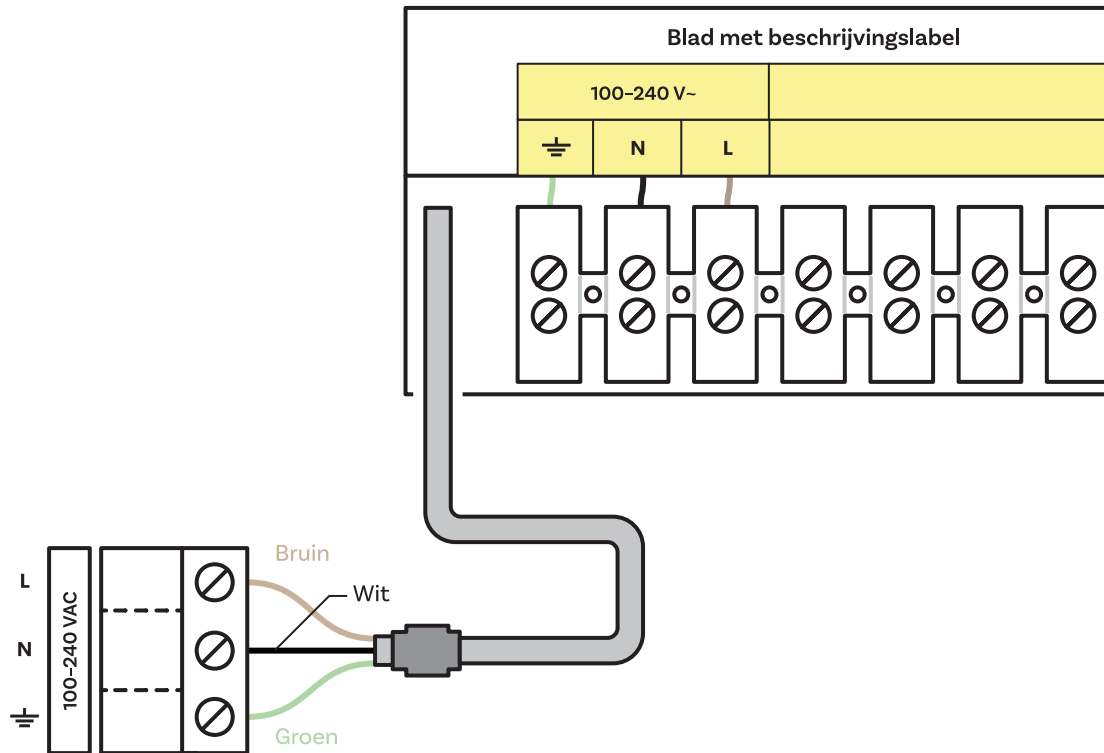 Blad met beschrijvingslabel
100–240 V~
N
L
Bruin
L
Wit
N
100–240 VAC
Groen